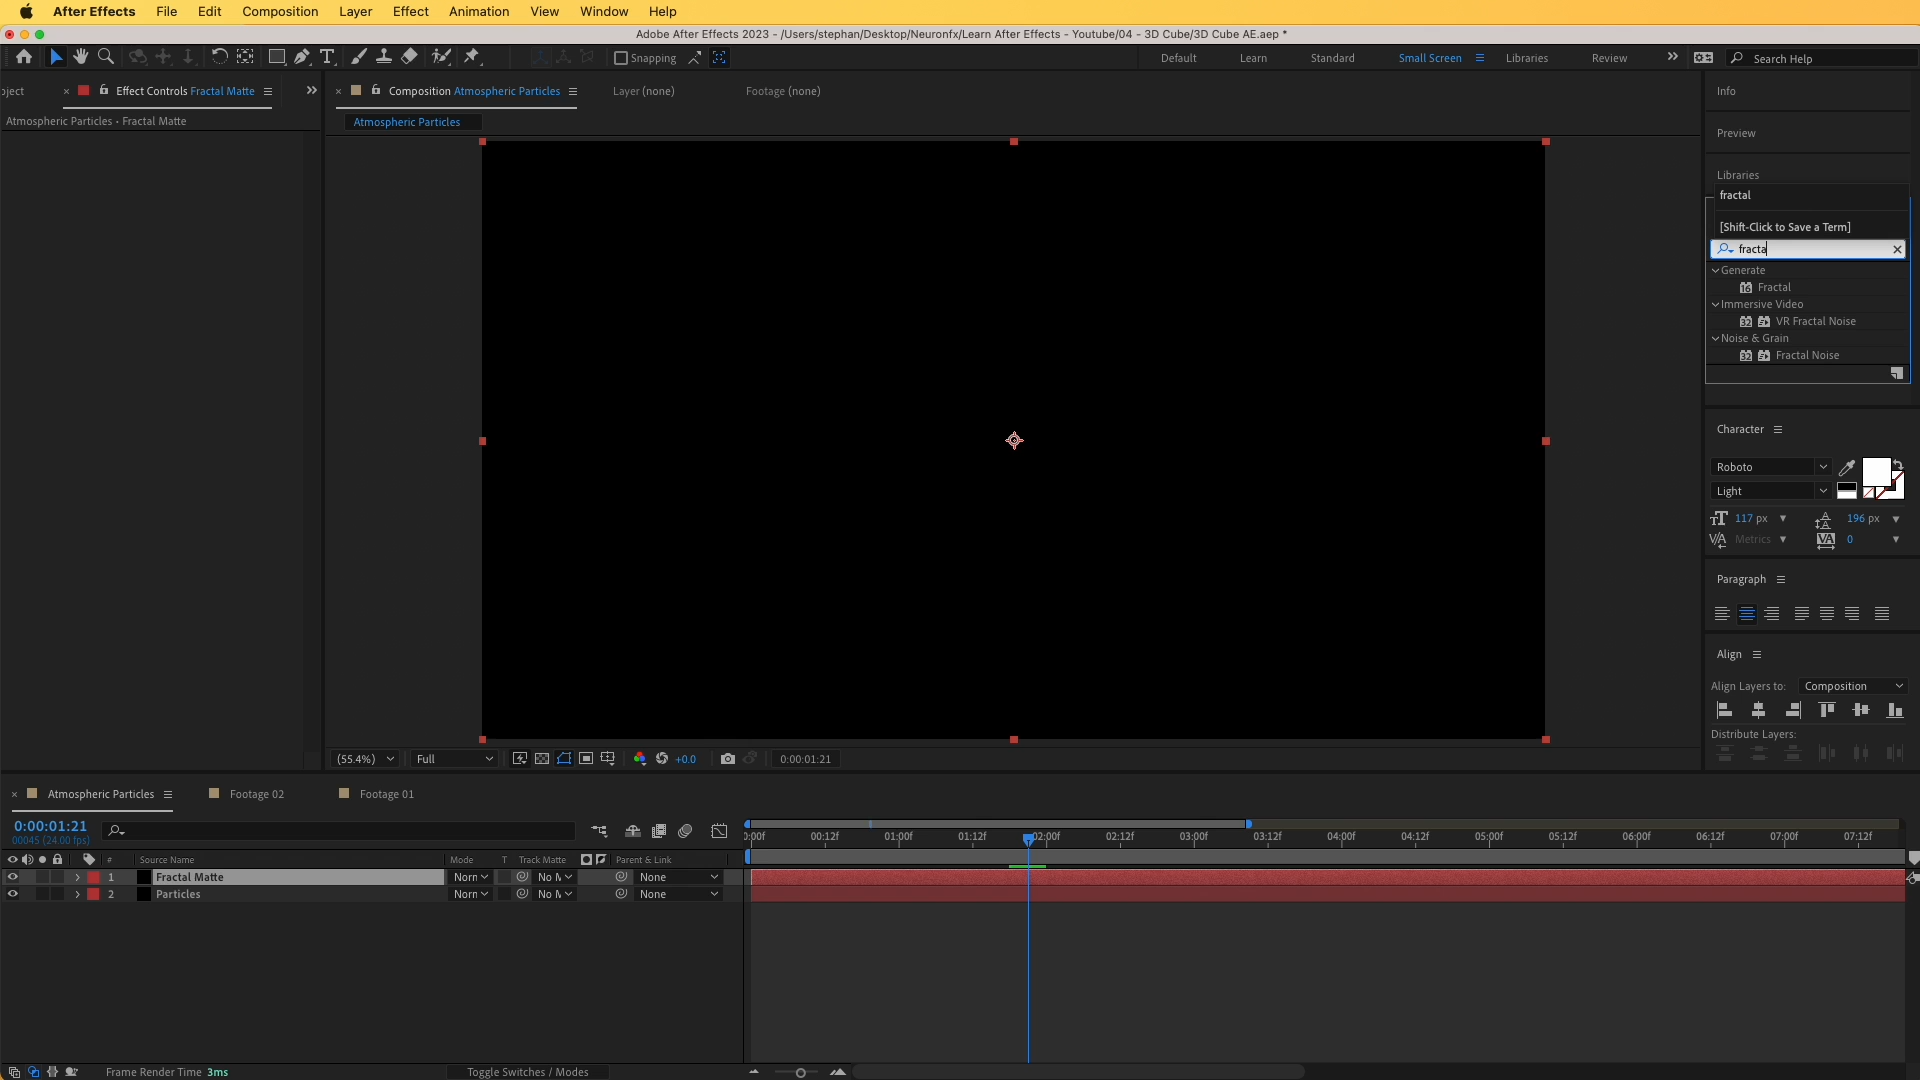 After Effects File Edit Composition Layer Effect Animation View Window Help
Adobe After Effects 2023 - /Users/stephan/Desktop/Neuronfx/Learn After Effects - Youtube/04 - 3D Cube/3D Cube AE.aep *
Snapping Default Learn Standard Small Screen Libraries Review Search Help
ject Effect Controls Fractal Matte Composition Atmospheric Particles Layer (none) Footage (none) Info
Atmospheric Particles • Fractal Matte Atmospheric Particles
Preview
Libraries
fractal
[Shift-Click to Save a Term]
fracta
Generate
16 Fractal
Immersive Video
32 VR Fractal Noise
Noise & Grain
32 Fractal Noise
Character
Roboto
Light
117 px 196 px
Metrics 0
Paragraph
Align
Align Layers to: Composition
Distribute Layers:
(55.4%) Full +0.0 0:00:01:21
Atmospheric Particles Footage 02 Footage 01
0:00:01:21
00045 (24.00 fps)
):00f 00:12f 01:00f 01:12f 02:00f 02:12f 03:00f 03:12f 04:00f 04:12f 05:00f 05:12f 06:00f 06:12f 07:00f 07:12f
# Source Name Mode T Track Matte Parent & Link
1 Fractal Matte Norn No M None
2 Particles Norn No M None
Frame Render Time 3ms Toggle Switches / Modes